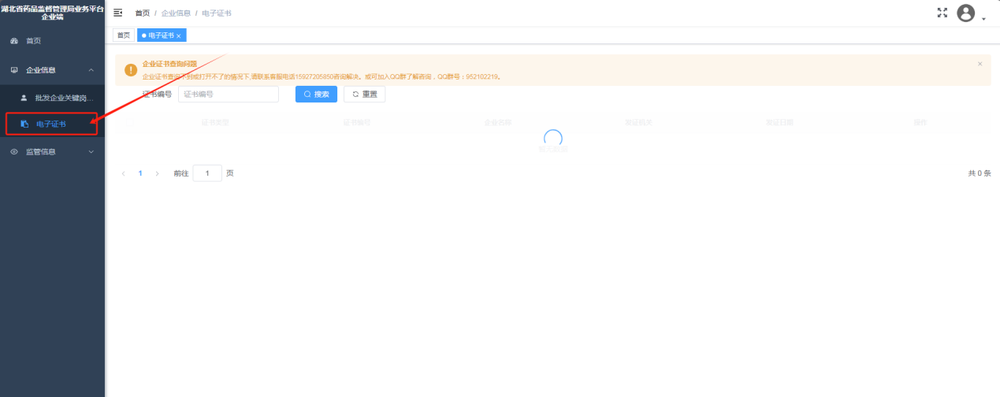 湖北省药品监督管理局业务平台
企业端
首页 / 企业信息 / 电子证书
首页
首页
电子证书 ×
企业信息
批发企业关键岗...
电子证书
监管信息
企业证书查询问题
企业证书查询不到或打开不了的情况下,请联系客服电话15927205850咨询解决。或可加入QQ群了解咨询，QQ群号：952102219。
证书编号 证书编号 搜索 重置
证书类型 证书编号 企业名称 发证机关 发证日期 操作
暂无数据
1 前往 1 页
共 0 条